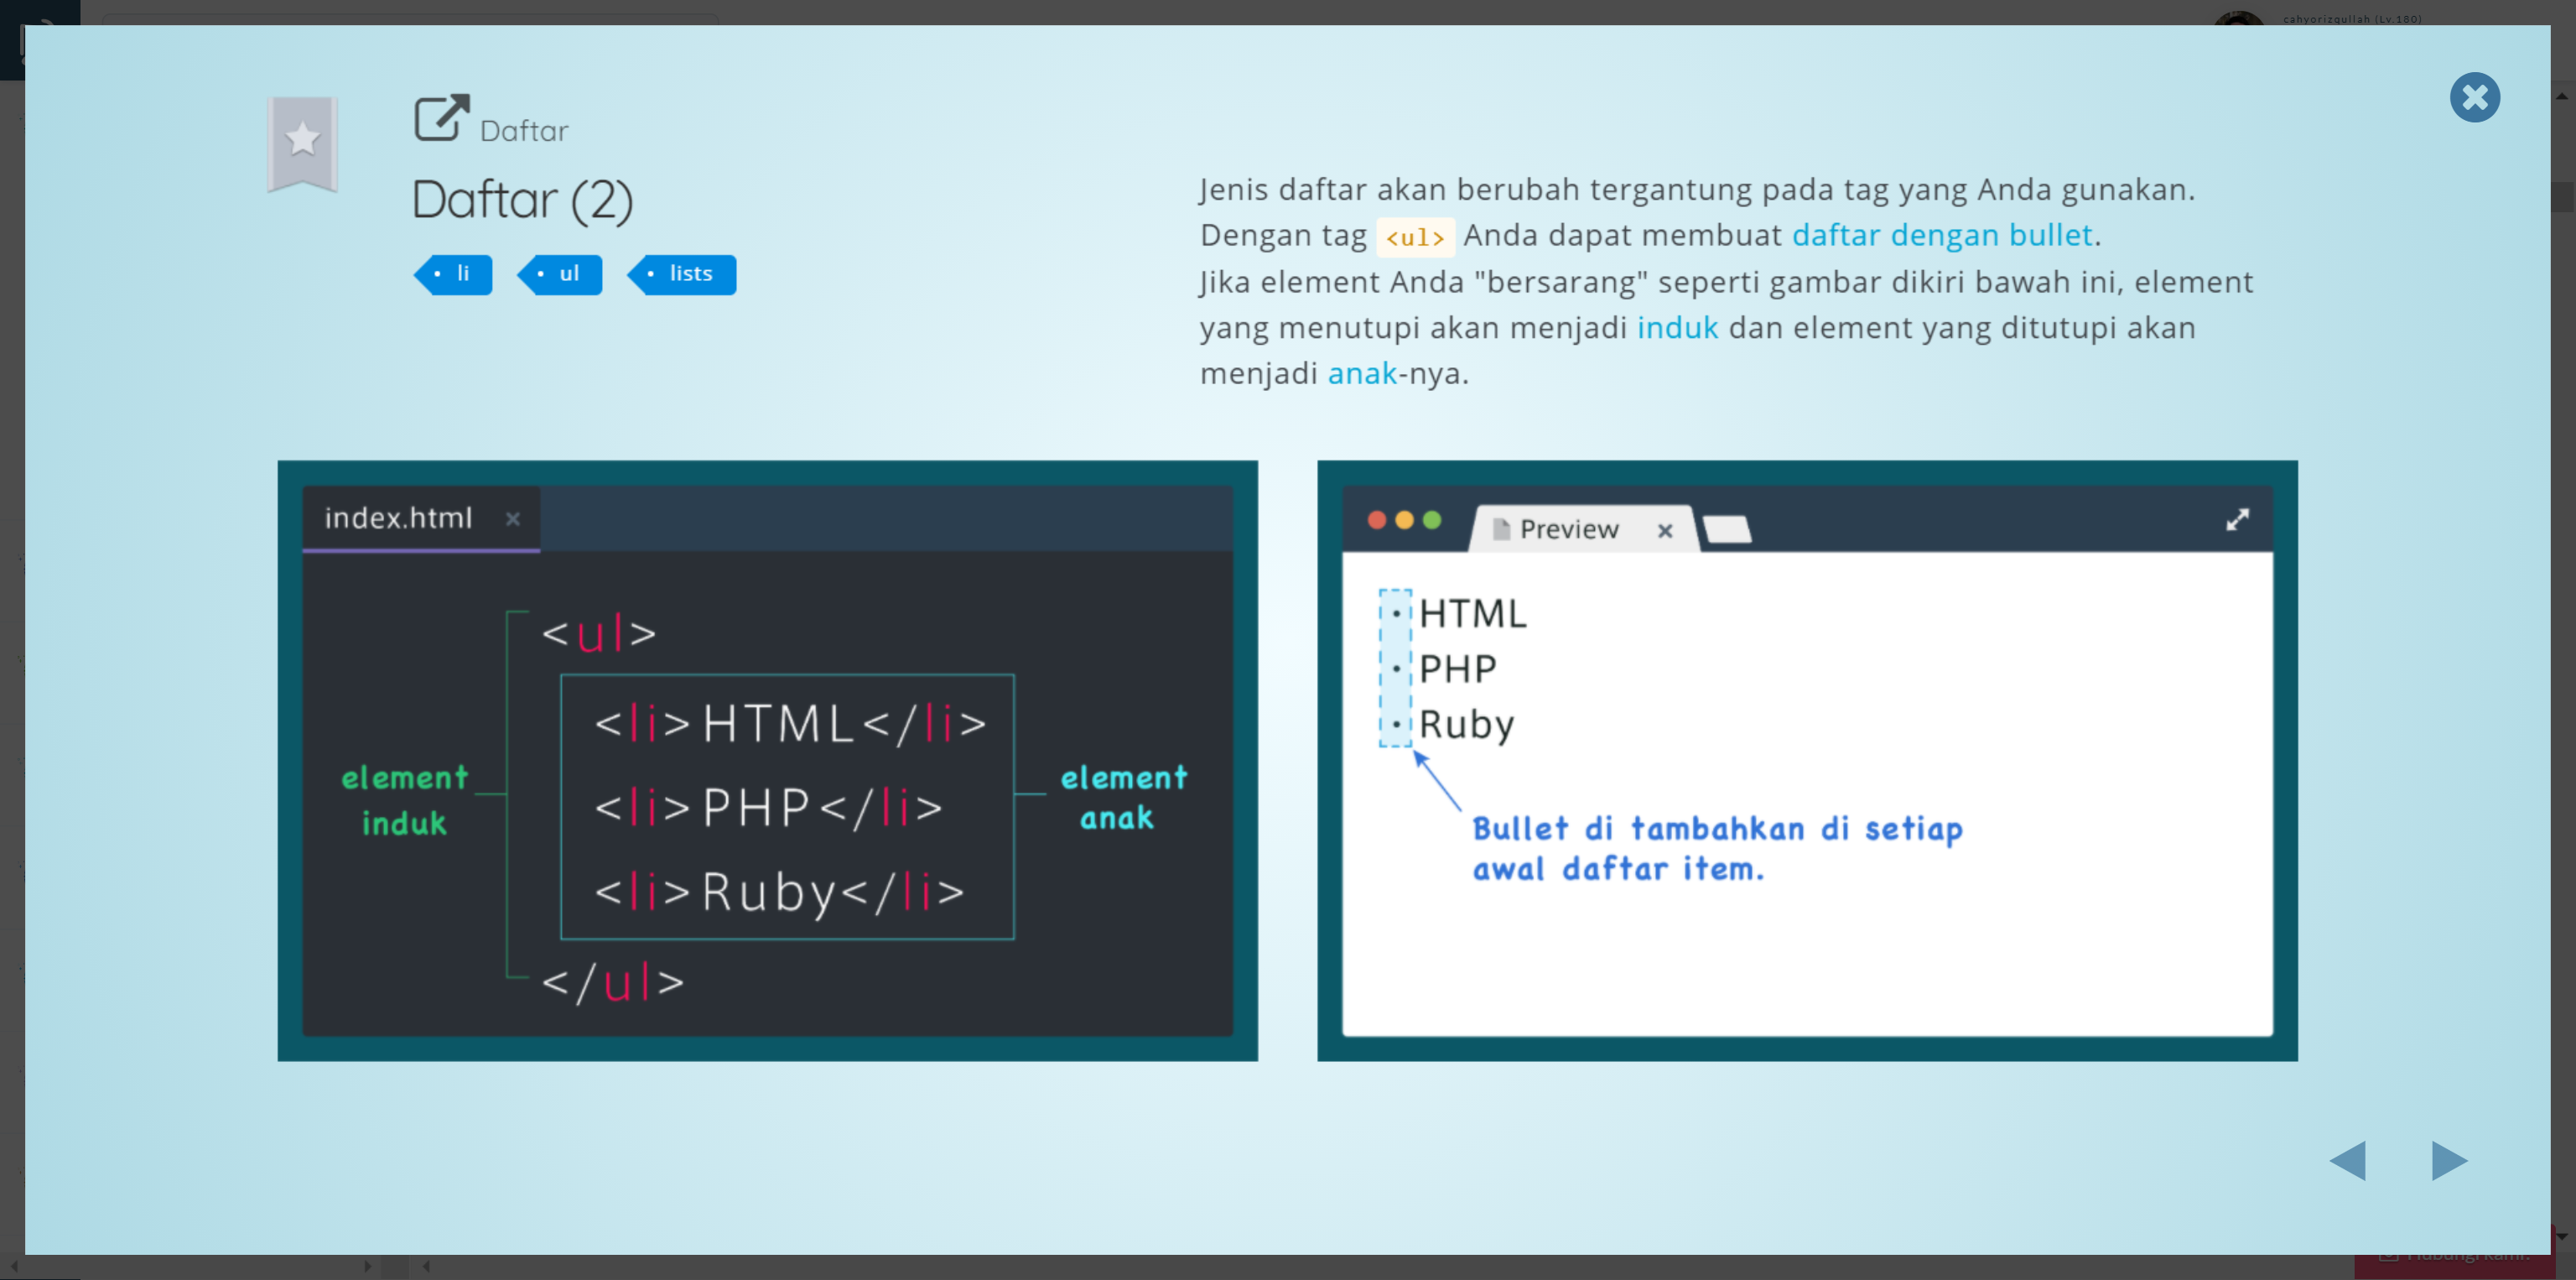 cahyorizqullah (Lv.180)
Daftar
Daftar (2)
li
ul
lists
Jenis daftar akan berubah tergantung pada tag yang Anda gunakan.
Dengan tag <ul> Anda dapat membuat daftar dengan bullet.
Jika element Anda "bersarang" seperti gambar dikiri bawah ini, element
yang menutupi akan menjadi induk dan element yang ditutupi akan
menjadi anak-nya.
index.html
<ul>
<li>HTML</li>
<li>PHP</li>
<li>Ruby</li>
</ul>
element
induk
element
anak
Preview
• HTML
• PHP
• Ruby
Bullet di tambahkan di setiap
awal daftar item.
Hubungi kami